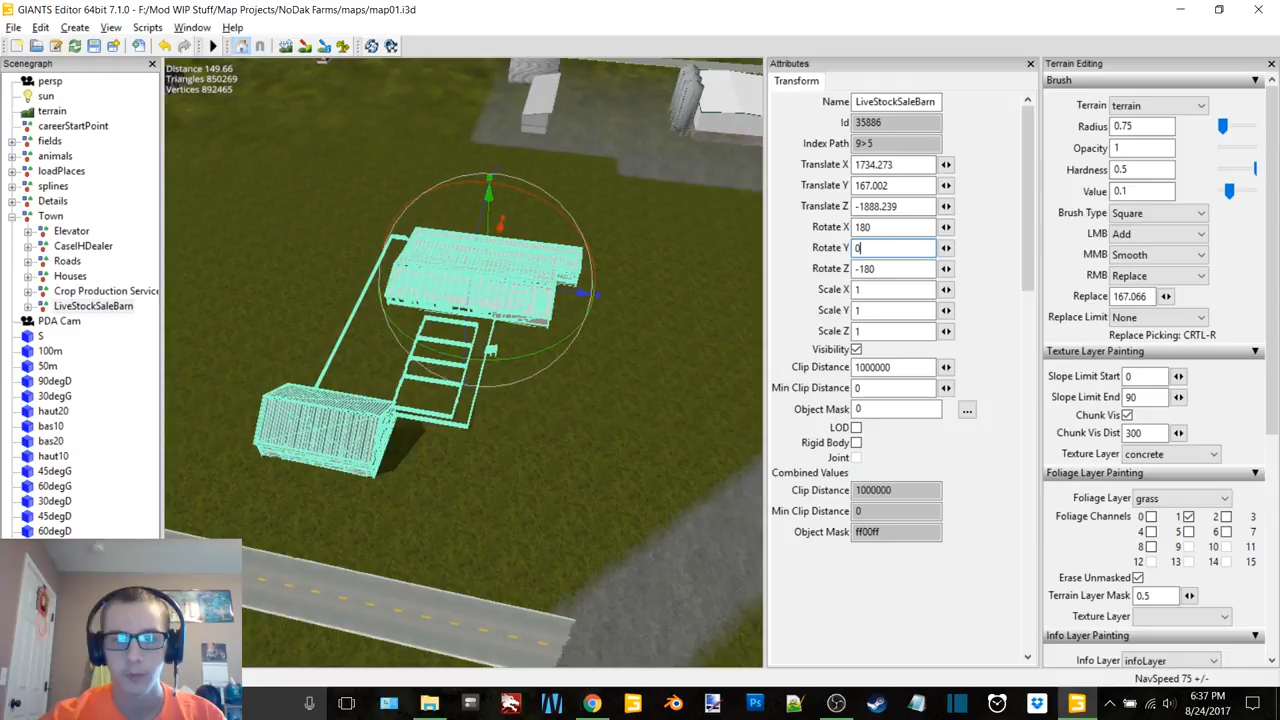 GIANTS Editor 64bit 7.1.0 - F:/Mod WIP Stuff/Map Projects/NoDak Farms/maps/map01.i3d
File Edit Create View Scripts Window Help
Scenegraph
persp
sun
terrain
careerStartPoint
fields
animals
loadPlaces
splines
Details
Town
Elevator
CaseIHDealer
Roads
Houses
Crop Production Service
LiveStockSaleBarn
PDA Cam
S
100m
50m
90degD
30degG
haut20
bas10
bas20
haut10
45degG
60degG
30degD
45degD
60degD
Distance 149.66
Triangles 850269
Vertices 892465
Attributes
Transform
Name LiveStockSaleBarn
Id 35886
Index Path 9>5
Translate X 1734.273
Translate Y 167.002
Translate Z -1888.239
Rotate X 180
Rotate Y 0
Rotate Z -180
Scale X 1
Scale Y 1
Scale Z 1
Visibility
Clip Distance 1000000
Min Clip Distance 0
Object Mask 0 ...
LOD
Rigid Body
Joint
Combined Values
Clip Distance 1000000
Min Clip Distance 0
Object Mask ff00ff
Terrain Editing
Brush
Terrain terrain
Radius 0.75
Opacity 1
Hardness 0.5
Value 0.1
Brush Type Square
LMB Add
MMB Smooth
RMB Replace
Replace 167.066
Replace Limit None
Replace Picking: CRTL-R
Texture Layer Painting
Slope Limit Start 0
Slope Limit End 90
Chunk Vis
Chunk Vis Dist 300
Texture Layer concrete
Foliage Layer Painting
Foliage Layer grass
Foliage Channels 0 1 2 3
4 5 6 7
8 9 10 11
12 13 14 15
Erase Unmasked
Terrain Layer Mask 0.5
Texture Layer
Info Layer Painting
Info Layer infoLayer
NavSpeed 75 +/-
6:37 PM
8/24/2017